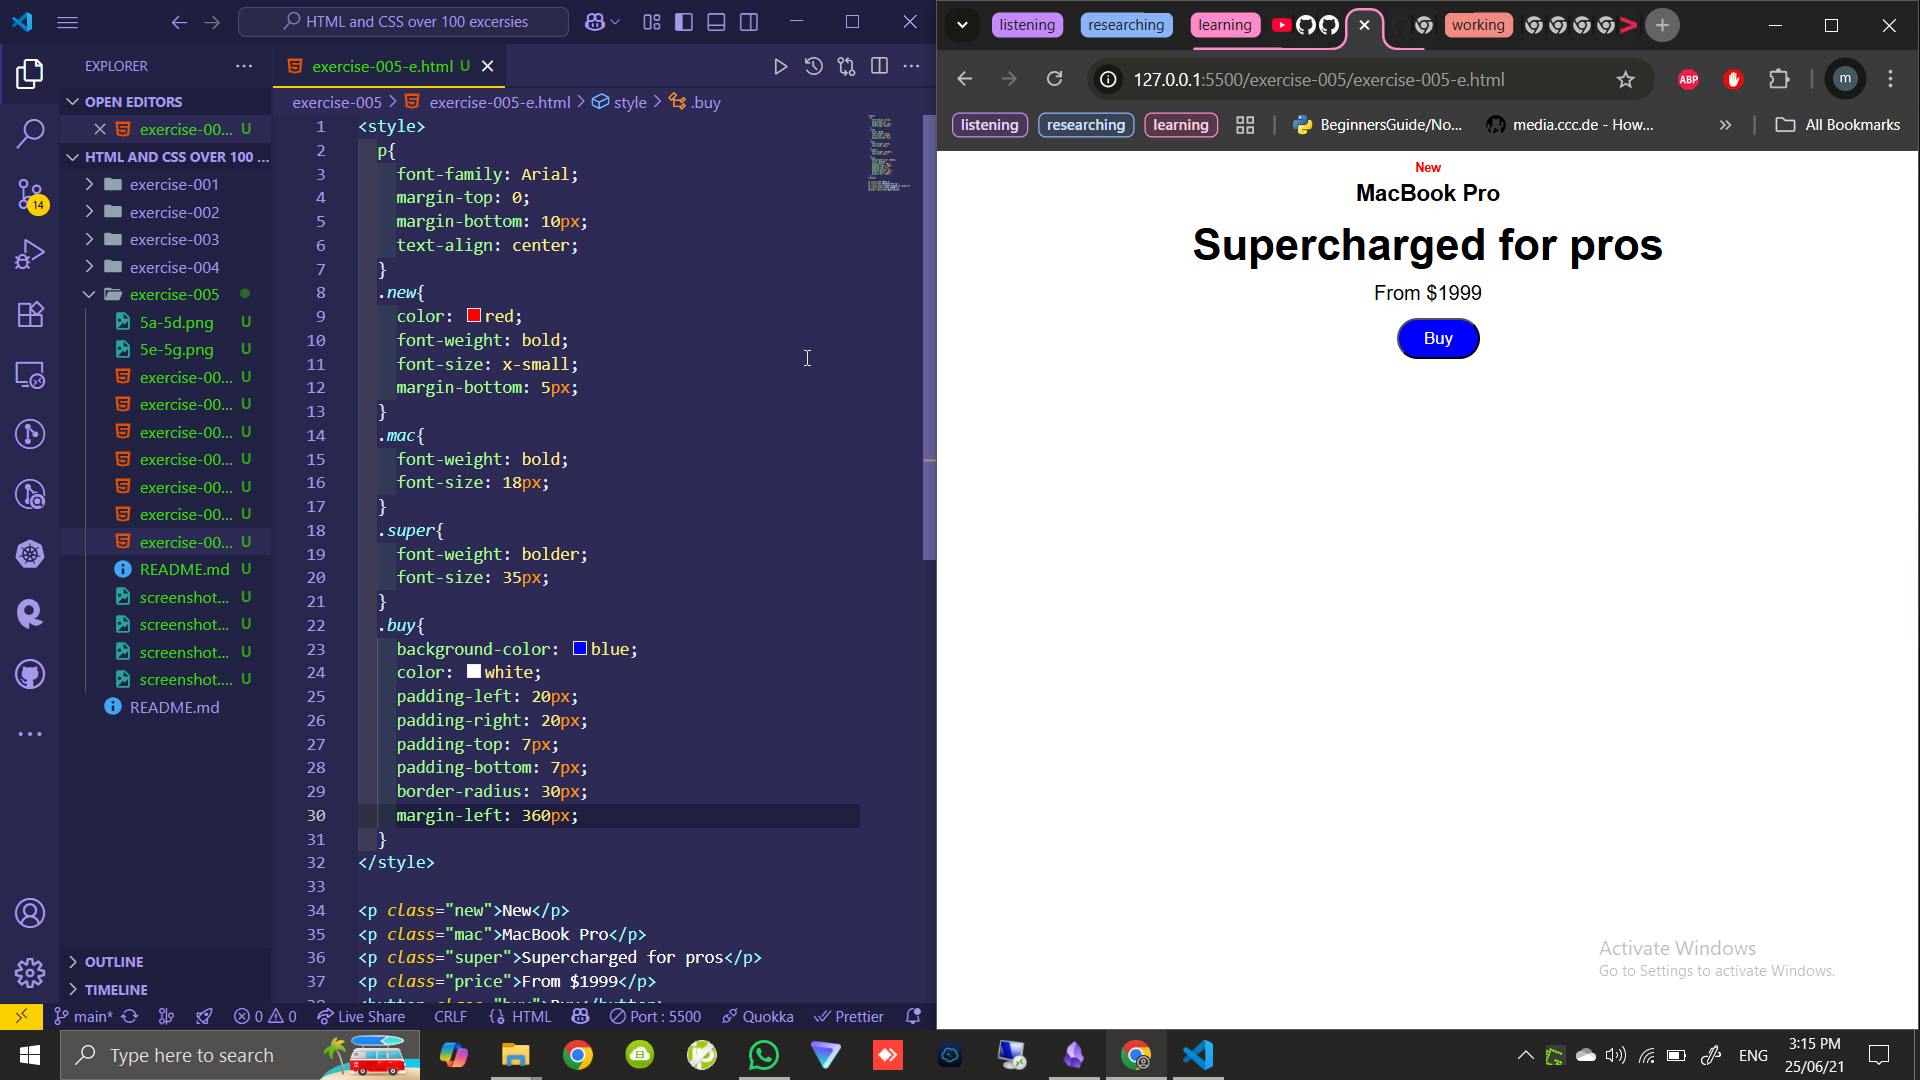 HTML and CSS over 100 excersies
EXPLORER
OPEN EDITORS
exercise-00... U
HTML AND CSS OVER 100 ...
exercise-001
exercise-002
exercise-003
exercise-004
exercise-005
5a-5d.png U
5e-5g.png U
exercise-00... U
exercise-00... U
exercise-00... U
exercise-00... U
exercise-00... U
exercise-00... U
exercise-00... U
README.md U
screenshot... U
screenshot... U
screenshot... U
screenshot.... U
README.md
OUTLINE
TIMELINE
14
exercise-005-e.html U
exercise-005 > exercise-005-e.html > style > .buy
1 <style>
2 p{
3 font-family: Arial;
4 margin-top: 0;
5 margin-bottom: 10px;
6 text-align: center;
7 }
8 .new{
9 color: red;
10 font-weight: bold;
11 font-size: x-small;
12 margin-bottom: 5px;
13 }
14 .mac{
15 font-weight: bold;
16 font-size: 18px;
17 }
18 .super{
19 font-weight: bolder;
20 font-size: 35px;
21 }
22 .buy{
23 background-color: blue;
24 color: white;
25 padding-left: 20px;
26 padding-right: 20px;
27 padding-top: 7px;
28 padding-bottom: 7px;
29 border-radius: 30px;
30 margin-left: 360px;
31 }
32 </style>
33
34 <p class="new">New</p>
35 <p class="mac">MacBook Pro</p>
36 <p class="super">Supercharged for pros</p>
37 <p class="price">From $1999</p>
main* 0 0 Live Share CRLF HTML Port : 5500 Quokka Prettier
listening researching learning working
127.0.0.1:5500/exercise-005/exercise-005-e.html
ABP
m
listening researching learning BeginnersGuide/No... media.ccc.de - How... » All Bookmarks
New
MacBook Pro
Supercharged for pros
From $1999
Buy
Activate Windows
Go to Settings to activate Windows.
Type here to search
ENG
3:15 PM
25/06/21